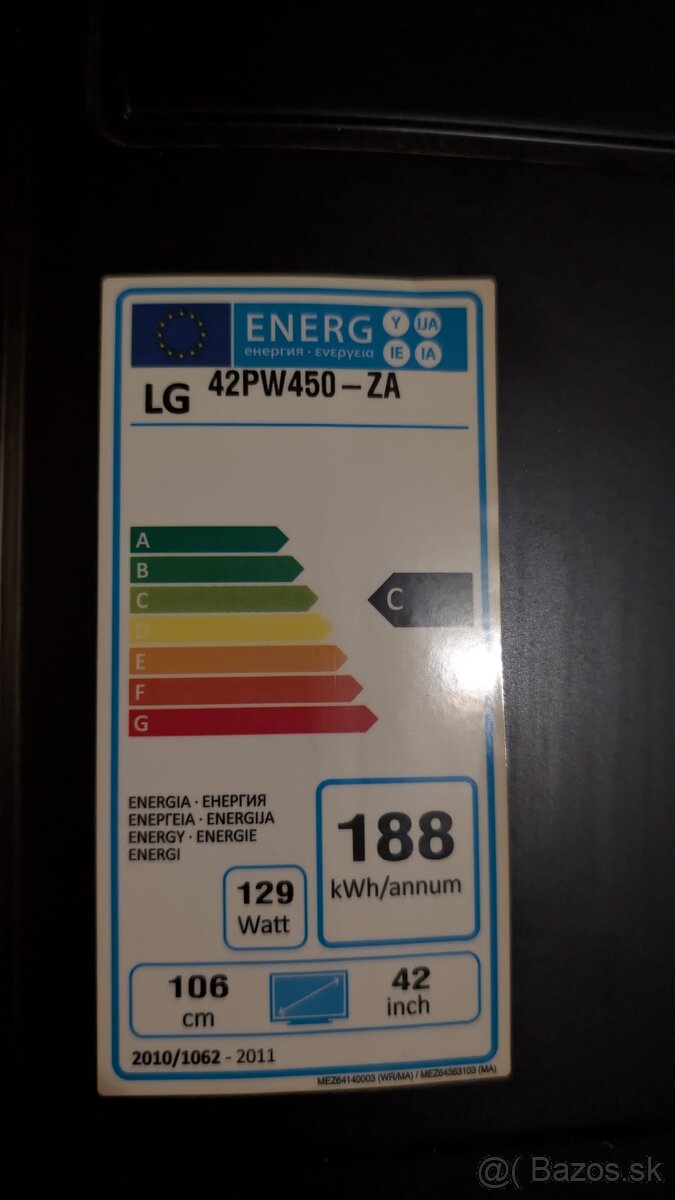 ENERG Y IJA
енергия · ενεργεια IE IA
LG 42PW450-ZA
A
B
C
C
D
E
F
G
ENERGIA · ЕНЕРГИЯ
ΕΝΕΡΓΕΙΑ · ENERGIJA
ENERGY · ENERGIE
ENERGI
188
kWh/annum
129
Watt
106
cm
42
inch
2010/1062 - 2011
MEZ64140003 (WR/MA) / MEZ64363103 (MA)
@( Bazos.sk